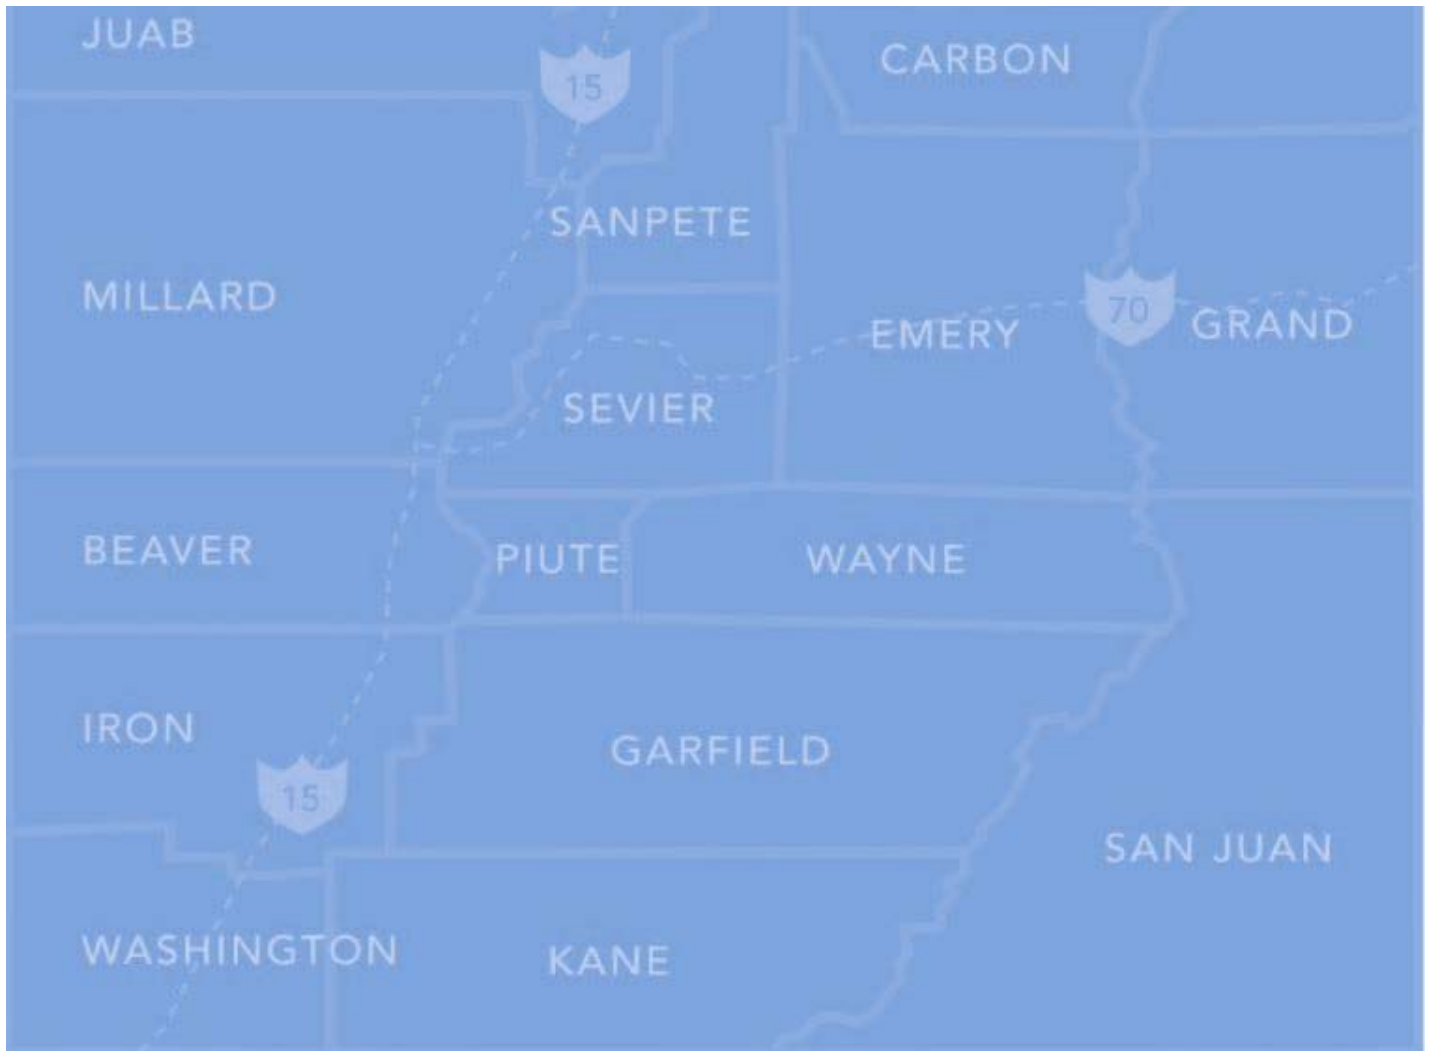 JUAB
15
CARBON
SANPETE
MILLARD
70
EMERY
GRAND
SEVIER
BEAVER
PIUTE
WAYNE
IRON
GARFIELD
15
SAN JUAN
WASHINGTON
KANE